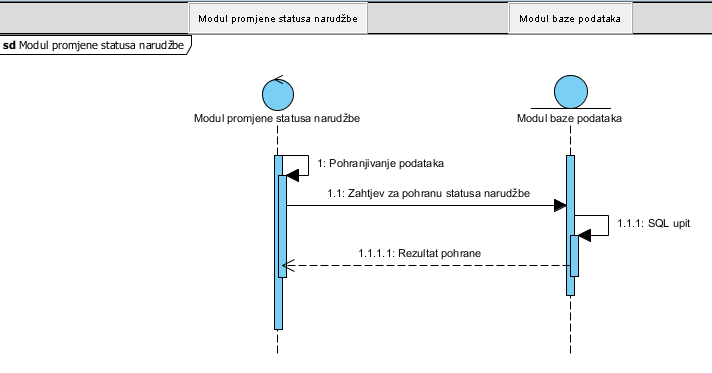 Modul promjene statusa narudžbe
Modul baze podataka
sd Modul promjene statusa narudžbe
Modul promjene statusa narudžbe
Modul baze podataka
1: Pohranjivanje podataka
1.1: Zahtjev za pohranu statusa narudžbe
1.1.1: SQL upit
1.1.1.1: Rezultat pohrane